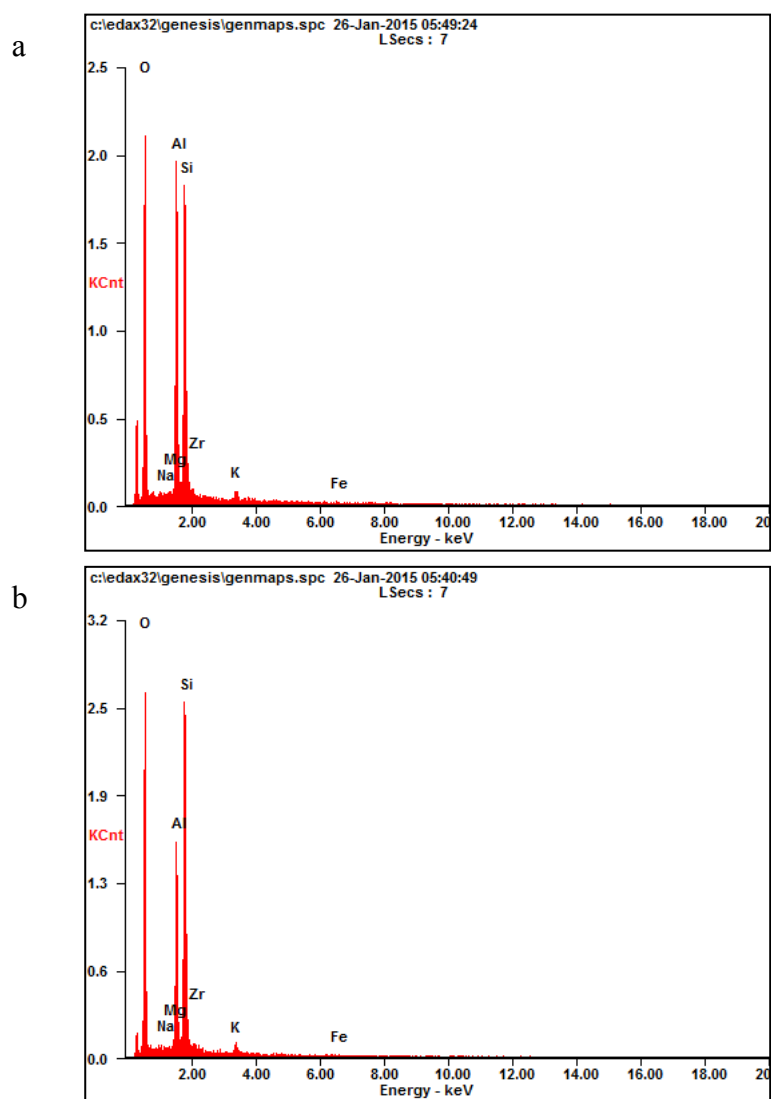 a
c:\edax32\genesis\genmaps.spc 26-Jan-2015 05:49:24
LSecs : 7
2.5
O
2.0
Al
Si
1.5
KCnt
1.0
0.5
Zr
Mg
Na
K
Fe
0.0
2.00 4.00 6.00 8.00 10.00 12.00 14.00 16.00 18.00 20
Energy - keV
b
c:\edax32\genesis\genmaps.spc 26-Jan-2015 05:40:49
LSecs : 7
3.2
O
Si
2.5
1.9
Al
KCnt
1.3
0.6
Zr
Mg
Na
K
Fe
0.0
2.00 4.00 6.00 8.00 10.00 12.00 14.00 16.00 18.00 20
Energy - keV